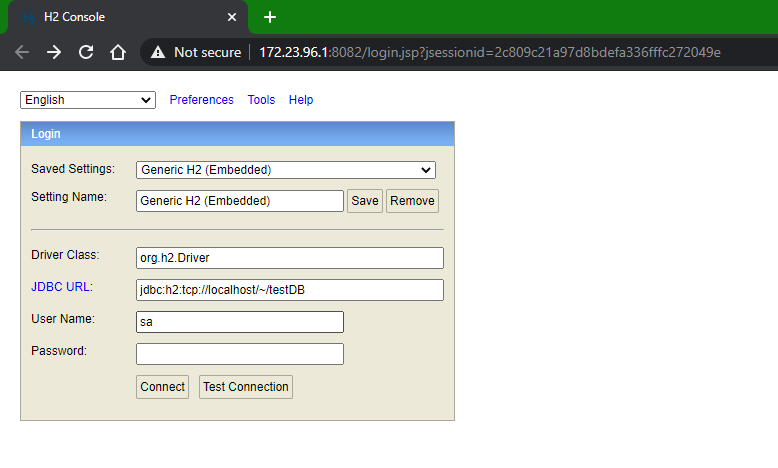 H2 Console
Not secure 172.23.96.1:8082/login.jsp?jsessionid=2c809c21a97d8bdefa336fffc272049e
English Preferences Tools Help
Login
Saved Settings: Generic H2 (Embedded)
Setting Name: Generic H2 (Embedded) Save Remove
Driver Class: org.h2.Driver
JDBC URL: jdbc:h2:tcp://localhost/~/testDB
User Name: sa
Password:
Connect Test Connection